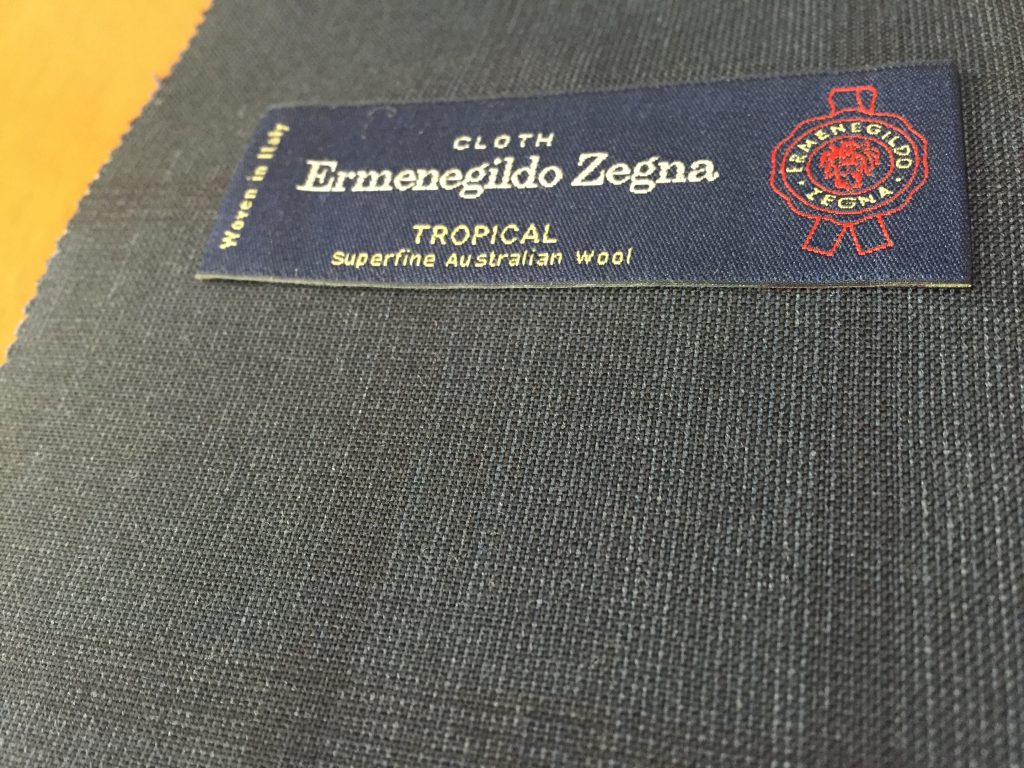 Woven in Italy
CLOTH
Ermenegildo Zegna
TROPICAL
Superfine Australian Wool
ERMENEGILDO
ZEGNA